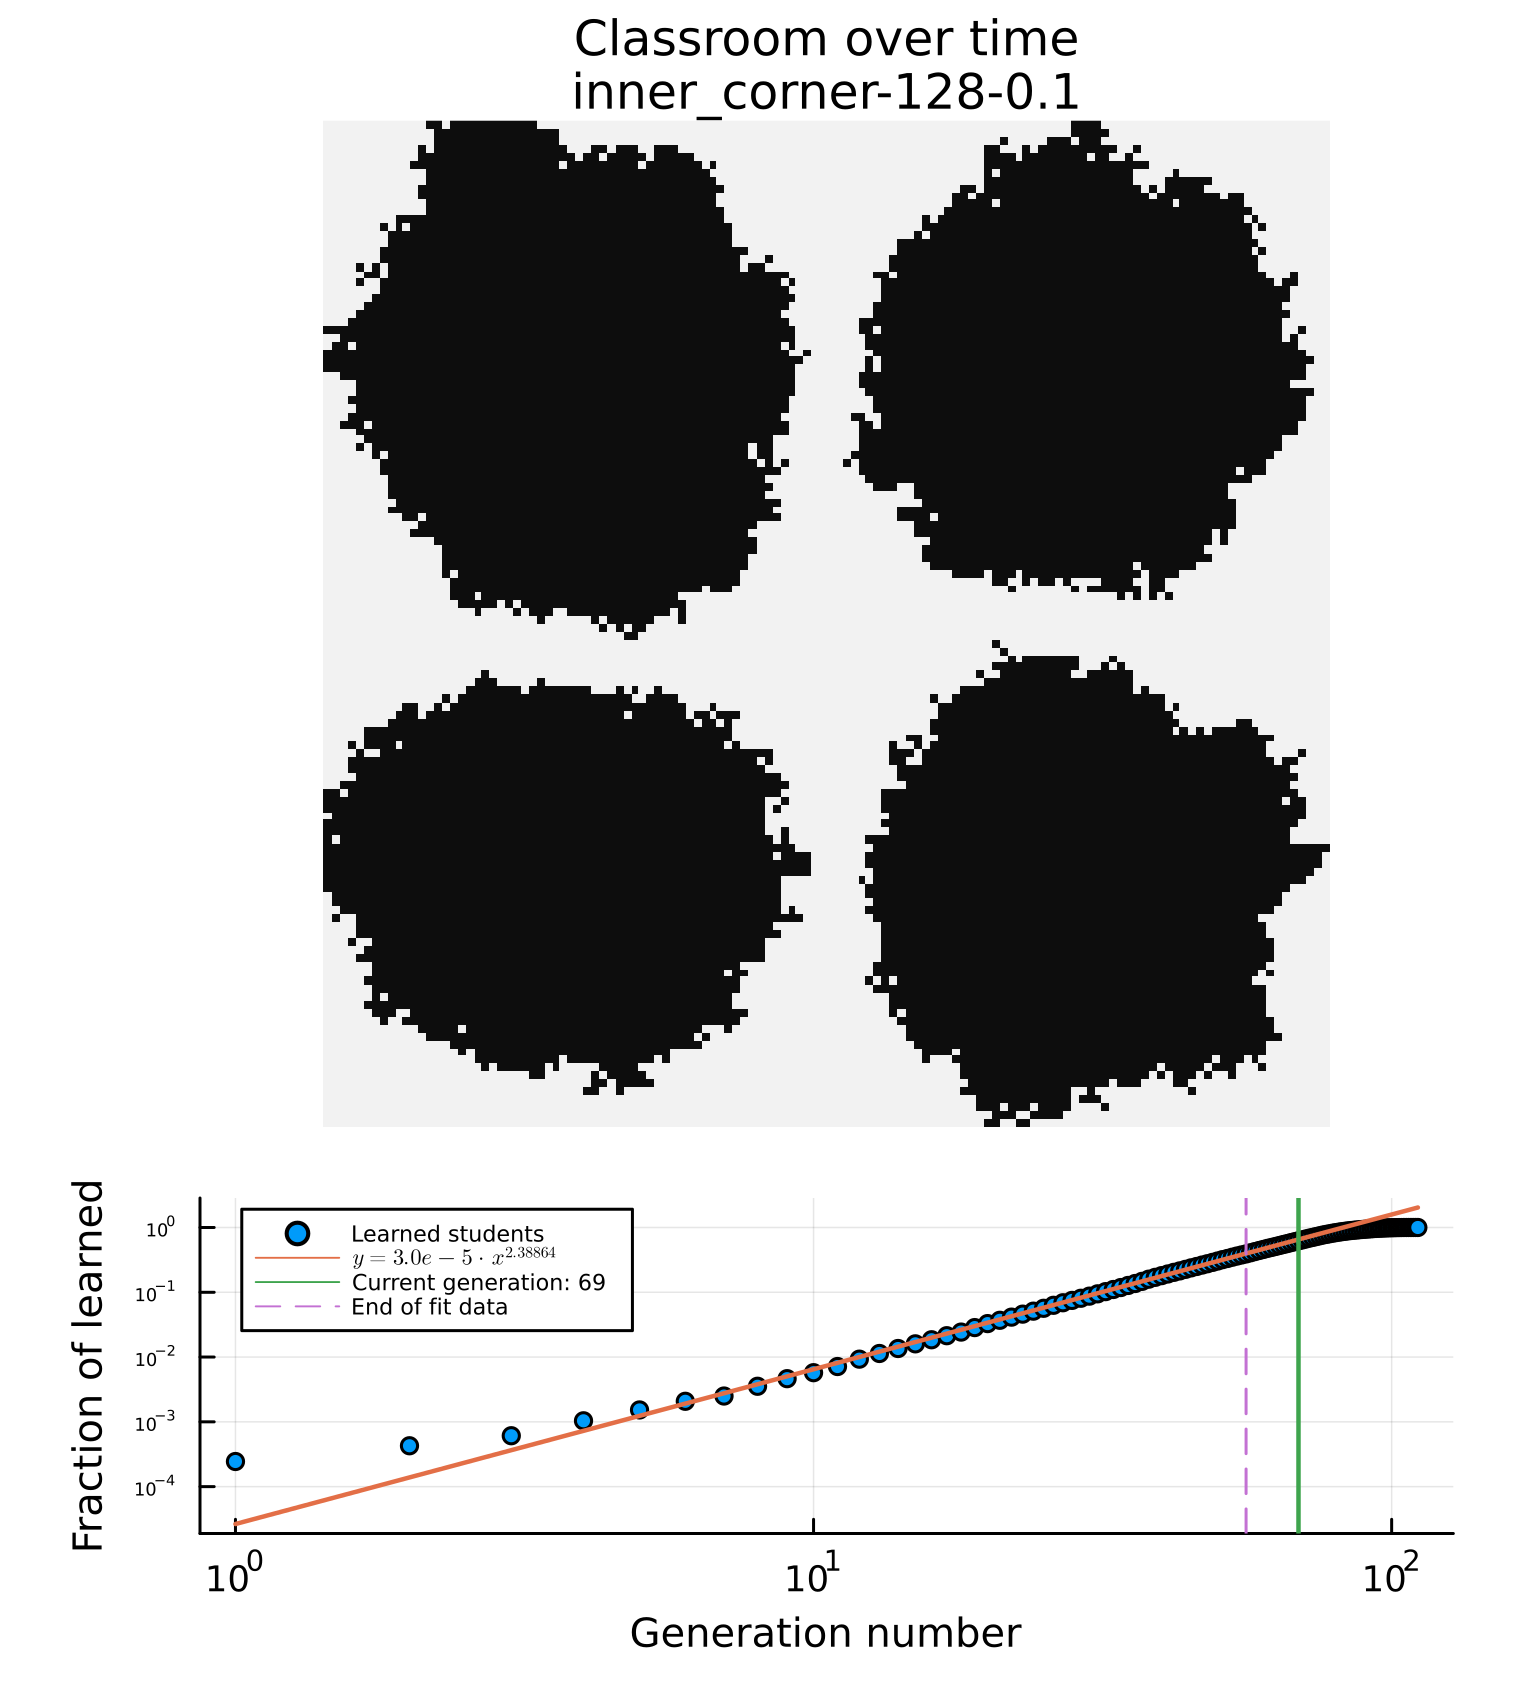 Classroom over time
inner_corner-128-0.1
Fraction of learned
10^0
10^-1
10^-2
10^-3
10^-4
Learned students
y = 3.0e − 5 · x^2.38864
Current generation: 69
End of fit data
10^0
10^1
10^2
Generation number